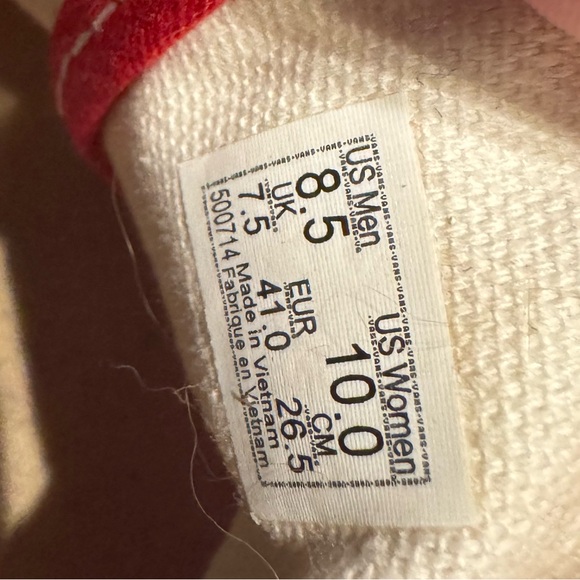 US Men US Women
8.5 10.0
UK EUR CM
7.5 41.0 26.5
Made in Vietnam
500714 Fabrique en Vietnam